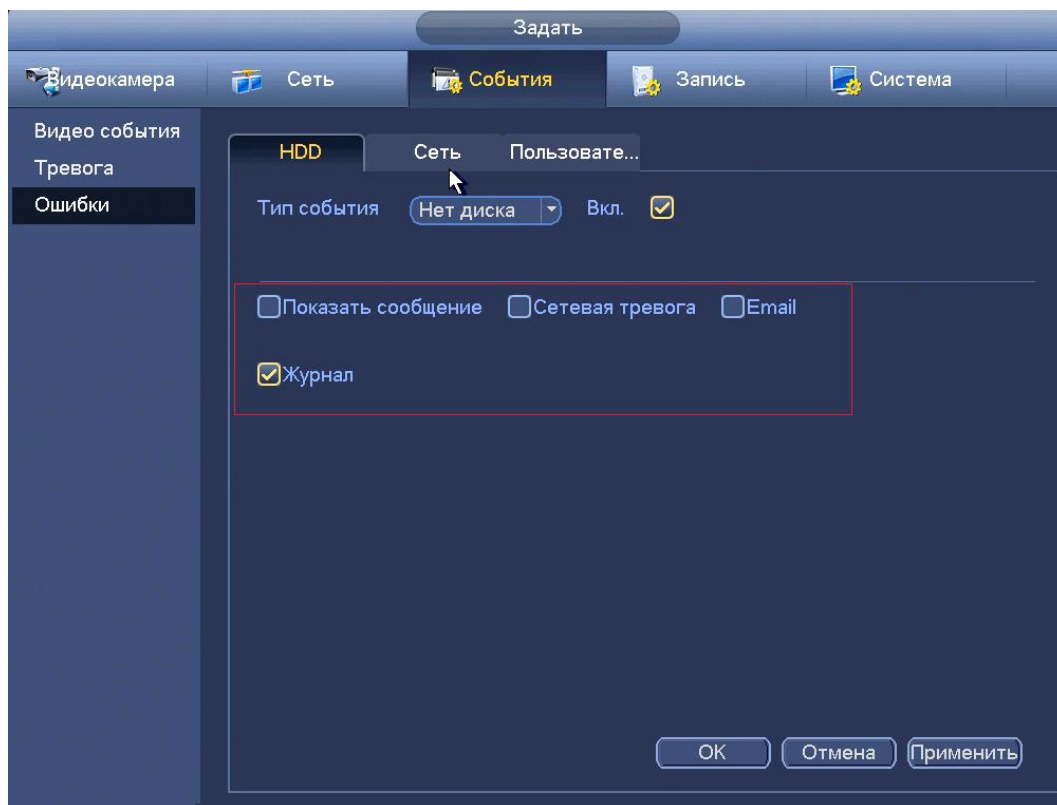 Задать
Видеокамера Сеть События Запись Система
Видео события
Тревога
Ошибки
HDD Сеть Пользовате...
Тип события Нет диска Вкл.
Показать сообщение Сетевая тревога Email
Журнал
OK Отмена Применить